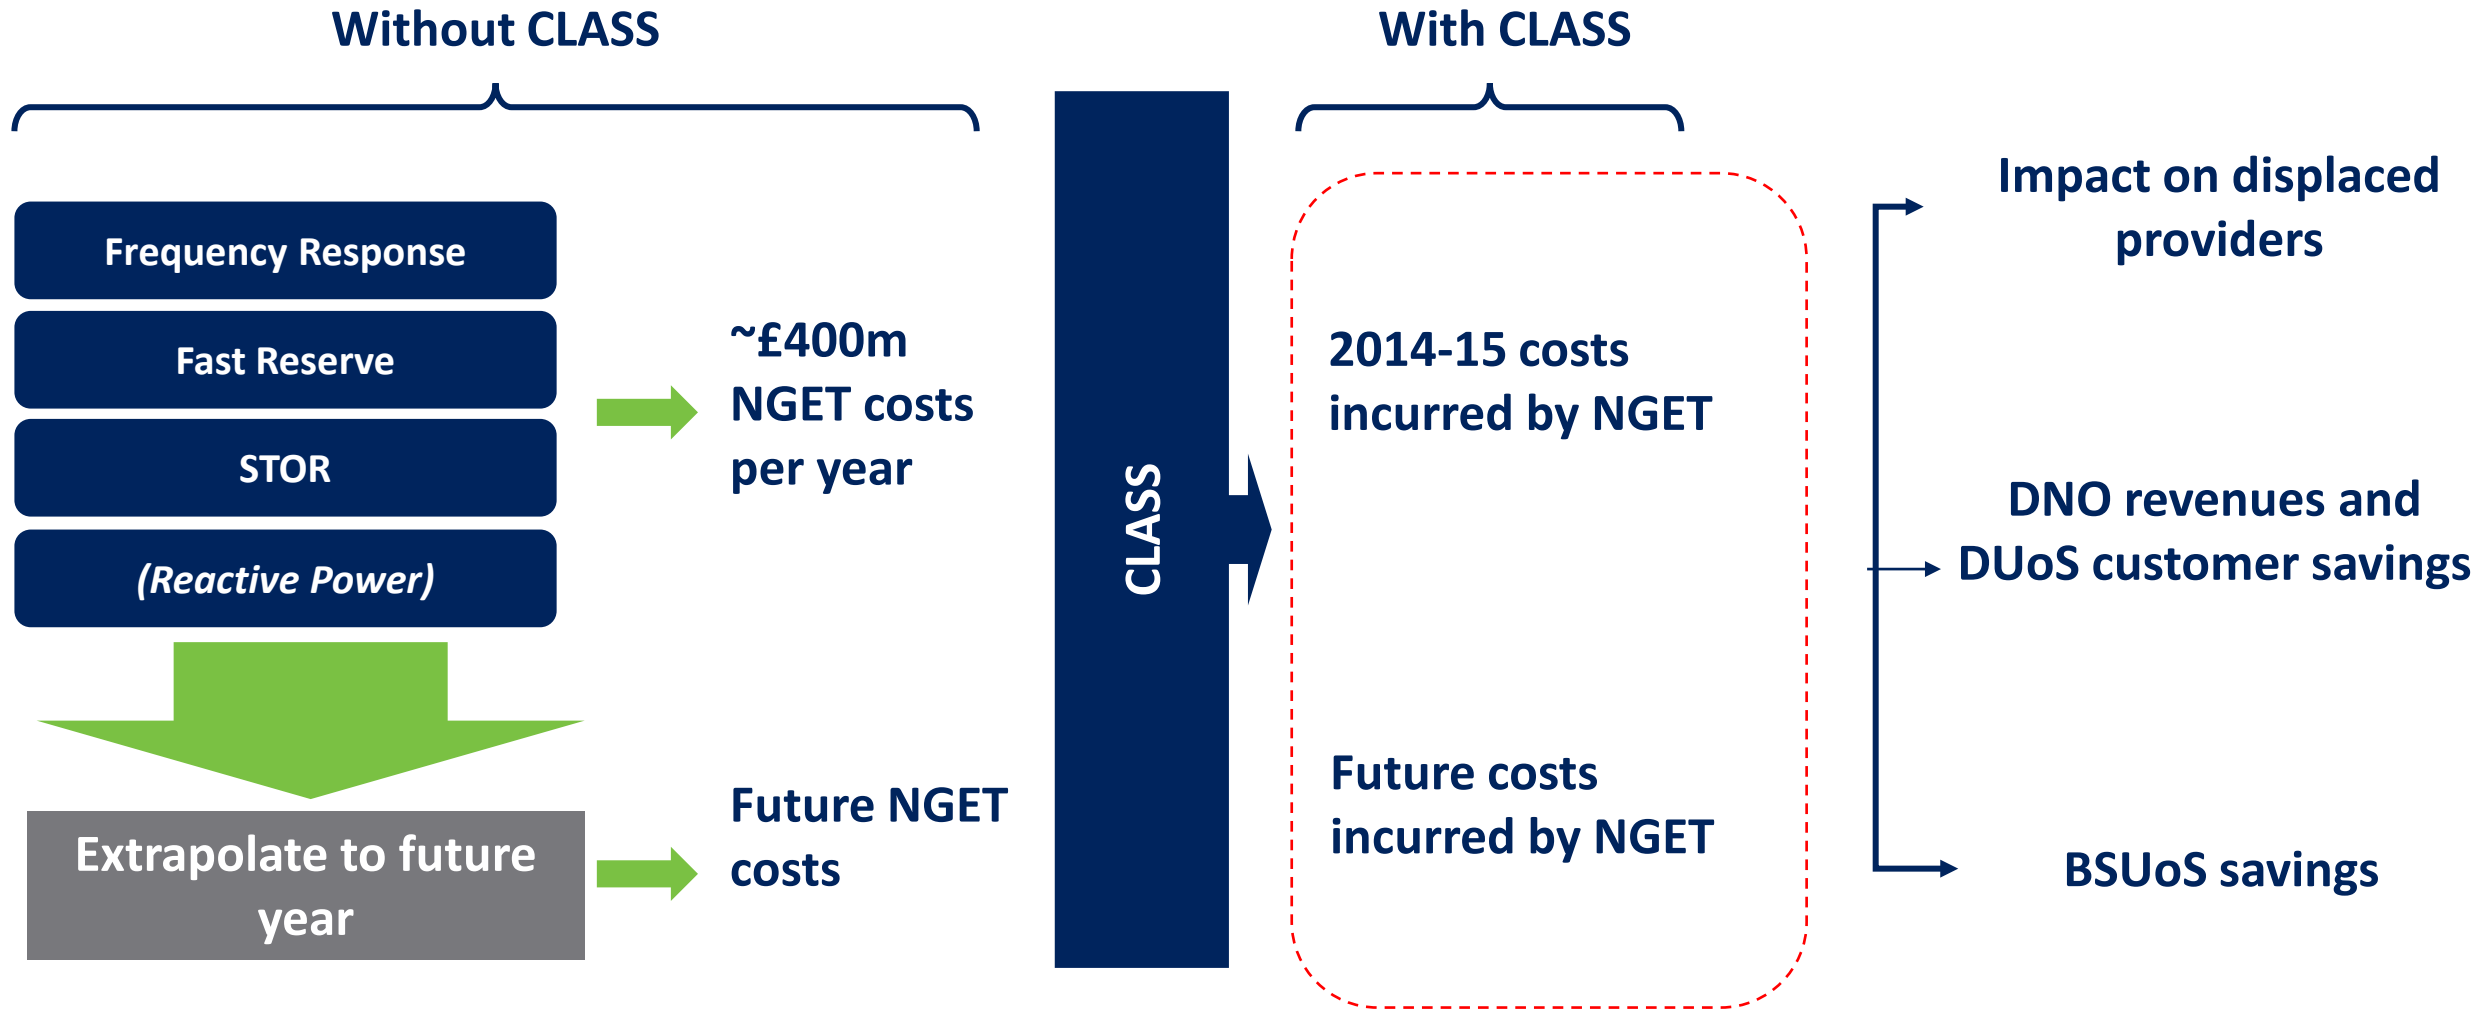 Without CLASS
With CLASS
Frequency Response
Fast Reserve
STOR
(Reactive Power)
~£400m
NGET costs
per year
Extrapolate to future
year
Future NGET
costs
CLASS
2014-15 costs
incurred by NGET
Future costs
incurred by NGET
Impact on displaced
providers
DNO revenues and
DUoS customer savings
BSUoS savings